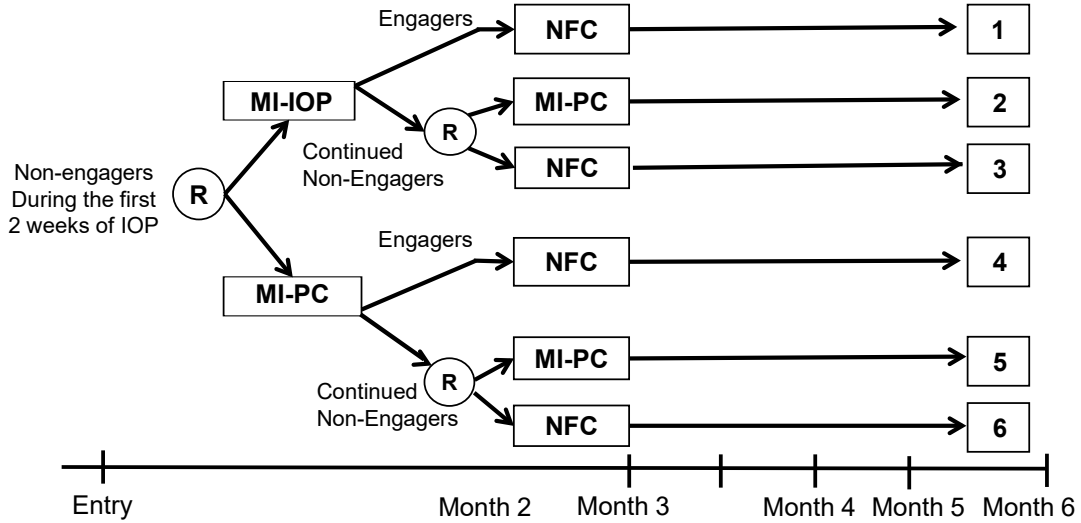 Engagers
NFC
1
MI-IOP
MI-PC
2
R
Continued
Non-Engagers
NFC
3
Non-engagers
During the first
2 weeks of IOP
R
Engagers
NFC
4
MI-PC
MI-PC
5
R
Continued
Non-Engagers
NFC
6
Entry
Month 2
Month 3
Month 4
Month 5
Month 6